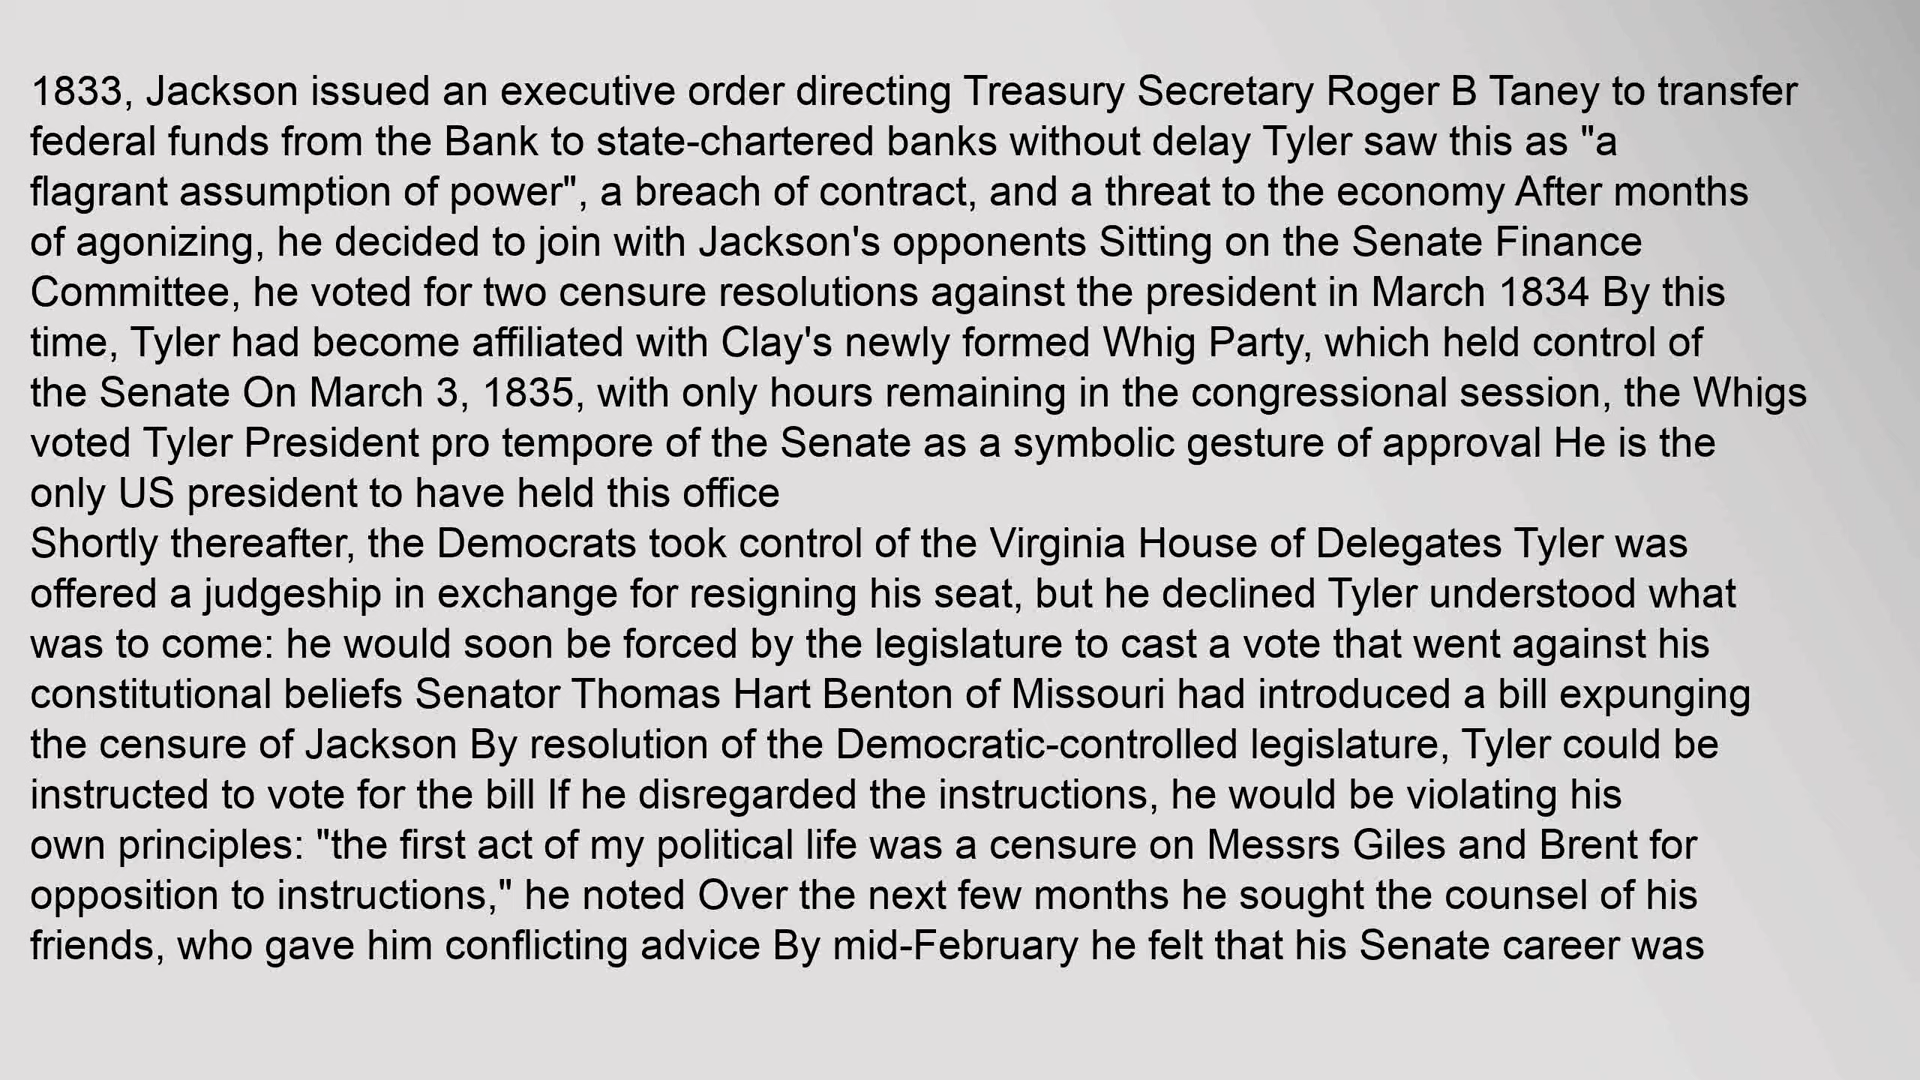 1833, Jackson issued an executive order directing Treasury Secretary Roger B Taney to transfer
federal funds from the Bank to state-chartered banks without delay Tyler saw this as "a
flagrant assumption of power", a breach of contract, and a threat to the economy After months
of agonizing, he decided to join with Jackson's opponents Sitting on the Senate Finance
Committee, he voted for two censure resolutions against the president in March 1834 By this
time, Tyler had become affiliated with Clay's newly formed Whig Party, which held control of
the Senate On March 3, 1835, with only hours remaining in the congressional session, the Whigs
voted Tyler President pro tempore of the Senate as a symbolic gesture of approval He is the
only US president to have held this office
Shortly thereafter, the Democrats took control of the Virginia House of Delegates Tyler was
offered a judgeship in exchange for resigning his seat, but he declined Tyler understood what
was to come: he would soon be forced by the legislature to cast a vote that went against his
constitutional beliefs Senator Thomas Hart Benton of Missouri had introduced a bill expunging
the censure of Jackson By resolution of the Democratic-controlled legislature, Tyler could be
instructed to vote for the bill If he disregarded the instructions, he would be violating his
own principles: "the first act of my political life was a censure on Messrs Giles and Brent for
opposition to instructions," he noted Over the next few months he sought the counsel of his
friends, who gave him conflicting advice By mid-February he felt that his Senate career was